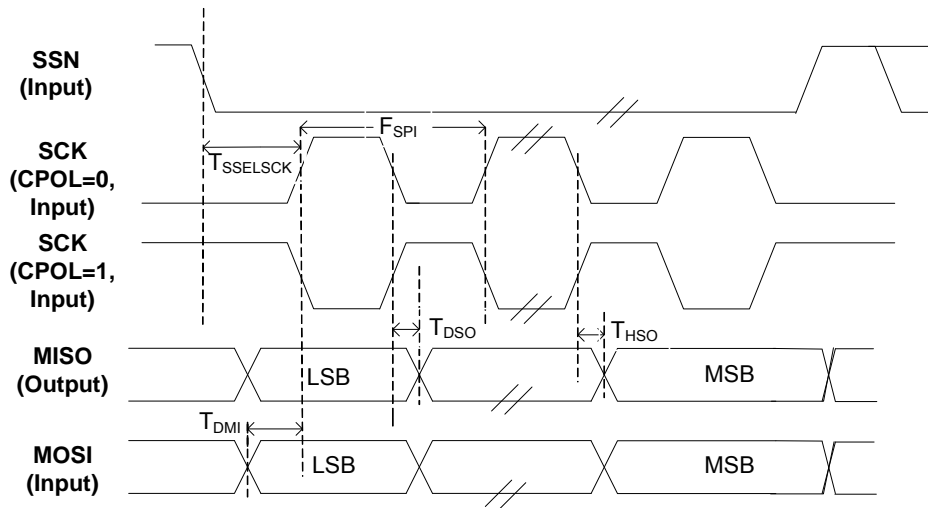 SSN
(Input)
F_SPI
SCK
(CPOL=0,
Input)
T_SSELSCK
SCK
(CPOL=1,
Input)
T_DSO
T_HSO
MISO
(Output)
LSB
MSB
T_DMI
MOSI
(Input)
LSB
MSB